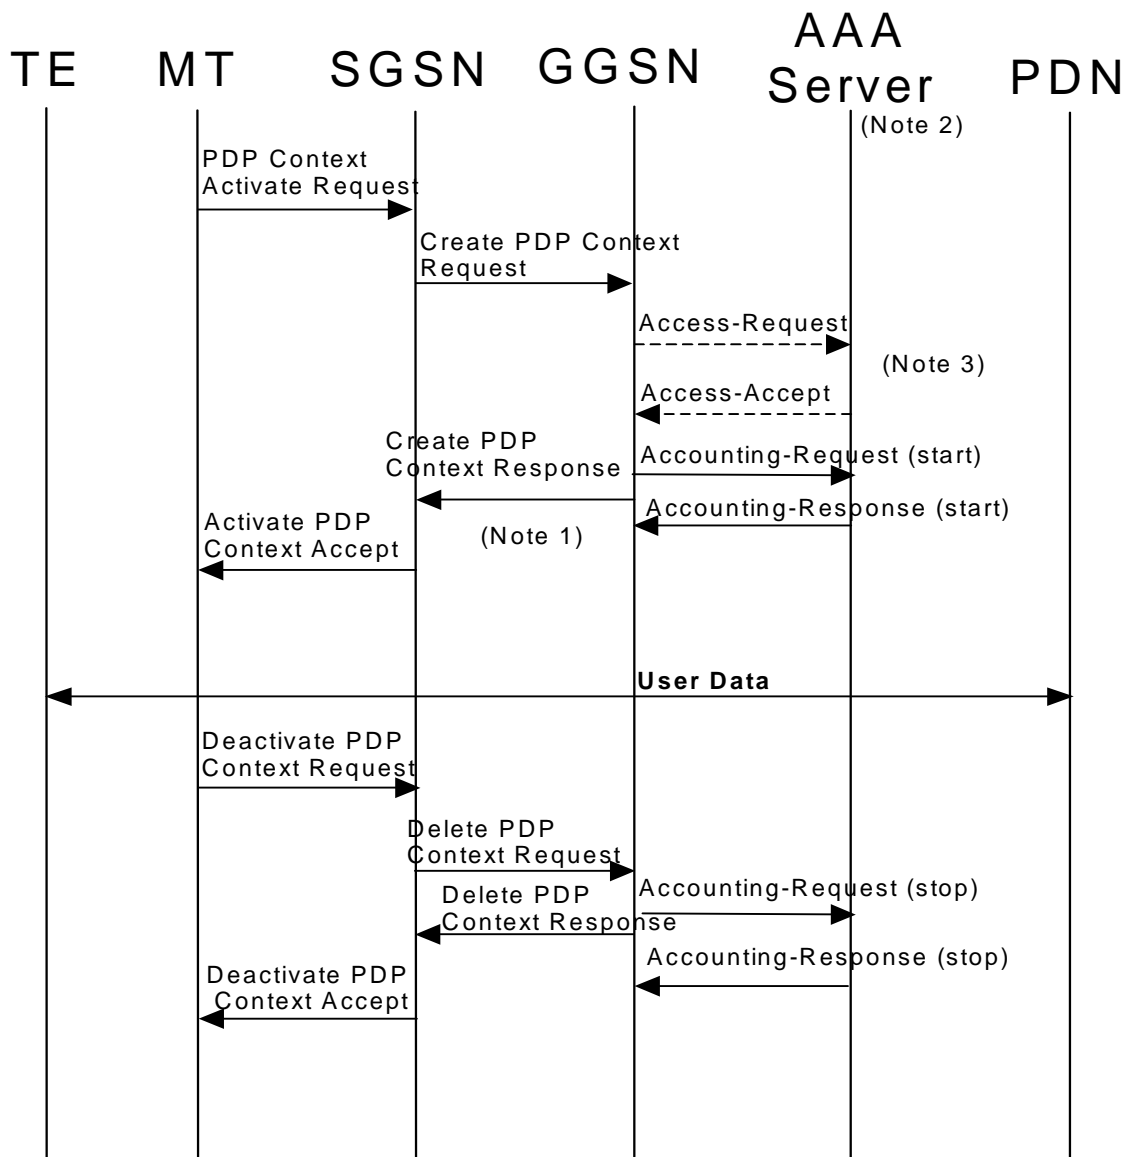 TE
MT
SGSN
GGSN
AAA
Server
PDN
(Note 2)
PDP Context
Activate Request
Create PDP Context
Request
Access-Request
(Note 3)
Access-Accept
Create PDP
Context Response
Accounting-Request (start)
Accounting-Response (start)
Activate PDP
Context Accept
(Note 1)
User Data
Deactivate PDP
Context Request
Delete PDP
Context Request
Accounting-Request (stop)
Delete PDP
Context Response
Accounting-Response (stop)
Deactivate PDP
Context Accept